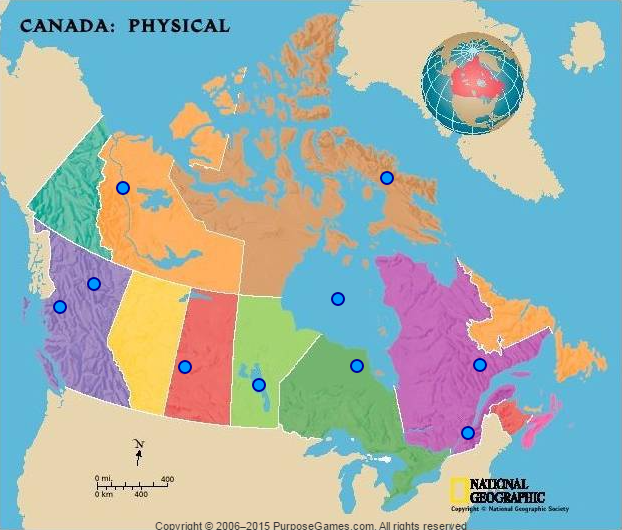 CANADA: PHYSICAL
N
0 mi. 400
0 km 400
NATIONAL
GEOGRAPHIC
Copyright © National Geographic Society
Copyright © 2006-2015 PurposeGames.com. All rights reserved